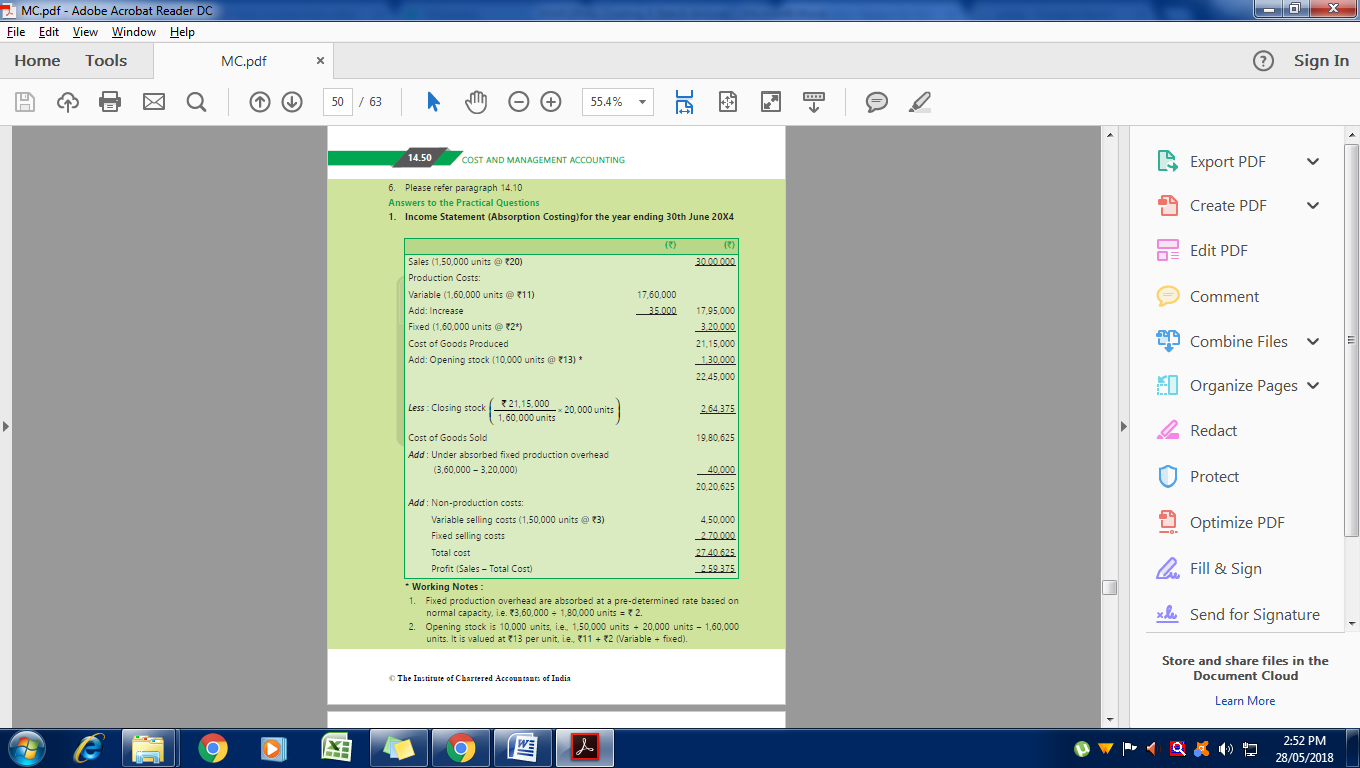 MC.pdf - Adobe Acrobat Reader DC
File Edit View Window Help
Home Tools MC.pdf × ? Sign In
50 / 63 55.4%
14.50 COST AND MANAGEMENT ACCOUNTING
6. Please refer paragraph 14.10
Answers to the Practical Questions
1. Income Statement (Absorption Costing)for the year ending 30th June 20X4
(₹) (₹)
Sales (1,50,000 units @ ₹20) 30,00,000
Production Costs:
Variable (1,60,000 units @ ₹11) 17,60,000
Add: Increase 35,000 17,95,000
Fixed (1,60,000 units @ ₹2*) 3,20,000
Cost of Goods Produced 21,15,000
Add: Opening stock (10,000 units @ ₹13) * 1,30,000
22,45,000
Less : Closing stock ( ₹ 21,15,000 / 1,60,000 units × 20,000 units ) 2,64,375
Cost of Goods Sold 19,80,625
Add : Under absorbed fixed production overhead
(3,60,000 – 3,20,000) 40,000
20,20,625
Add : Non-production costs:
Variable selling costs (1,50,000 units @ ₹3) 4,50,000
Fixed selling costs 2,70,000
Total cost 27,40,625
Profit (Sales – Total Cost) 2,59,375
* Working Notes :
1. Fixed production overhead are absorbed at a pre-determined rate based on
normal capacity, i.e. ₹3,60,000 ÷ 1,80,000 units = ₹ 2.
2. Opening stock is 10,000 units, i.e., 1,50,000 units + 20,000 units – 1,60,000
units. It is valued at ₹13 per unit, i.e., ₹11 + ₹2 (Variable + fixed).
© The Institute of Chartered Accountants of India
Export PDF
Create PDF
Edit PDF
Comment
Combine Files
Organize Pages
Redact
Protect
Optimize PDF
Fill & Sign
Send for Signature
Store and share files in the
Document Cloud
Learn More
2:52 PM
28/05/2018